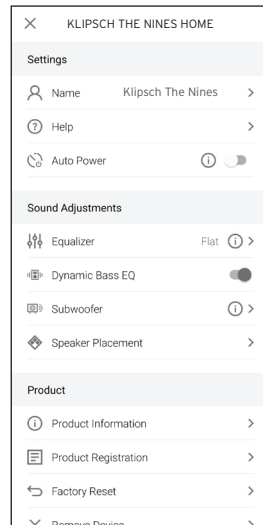 KLIPSCH THE NINES HOME
Settings
Name Klipsch The Nines
Help
Auto Power
Sound Adjustments
Equalizer Flat
Dynamic Bass EQ
Subwoofer
Speaker Placement
Product
Product Information
Product Registration
Factory Reset
Remove Device